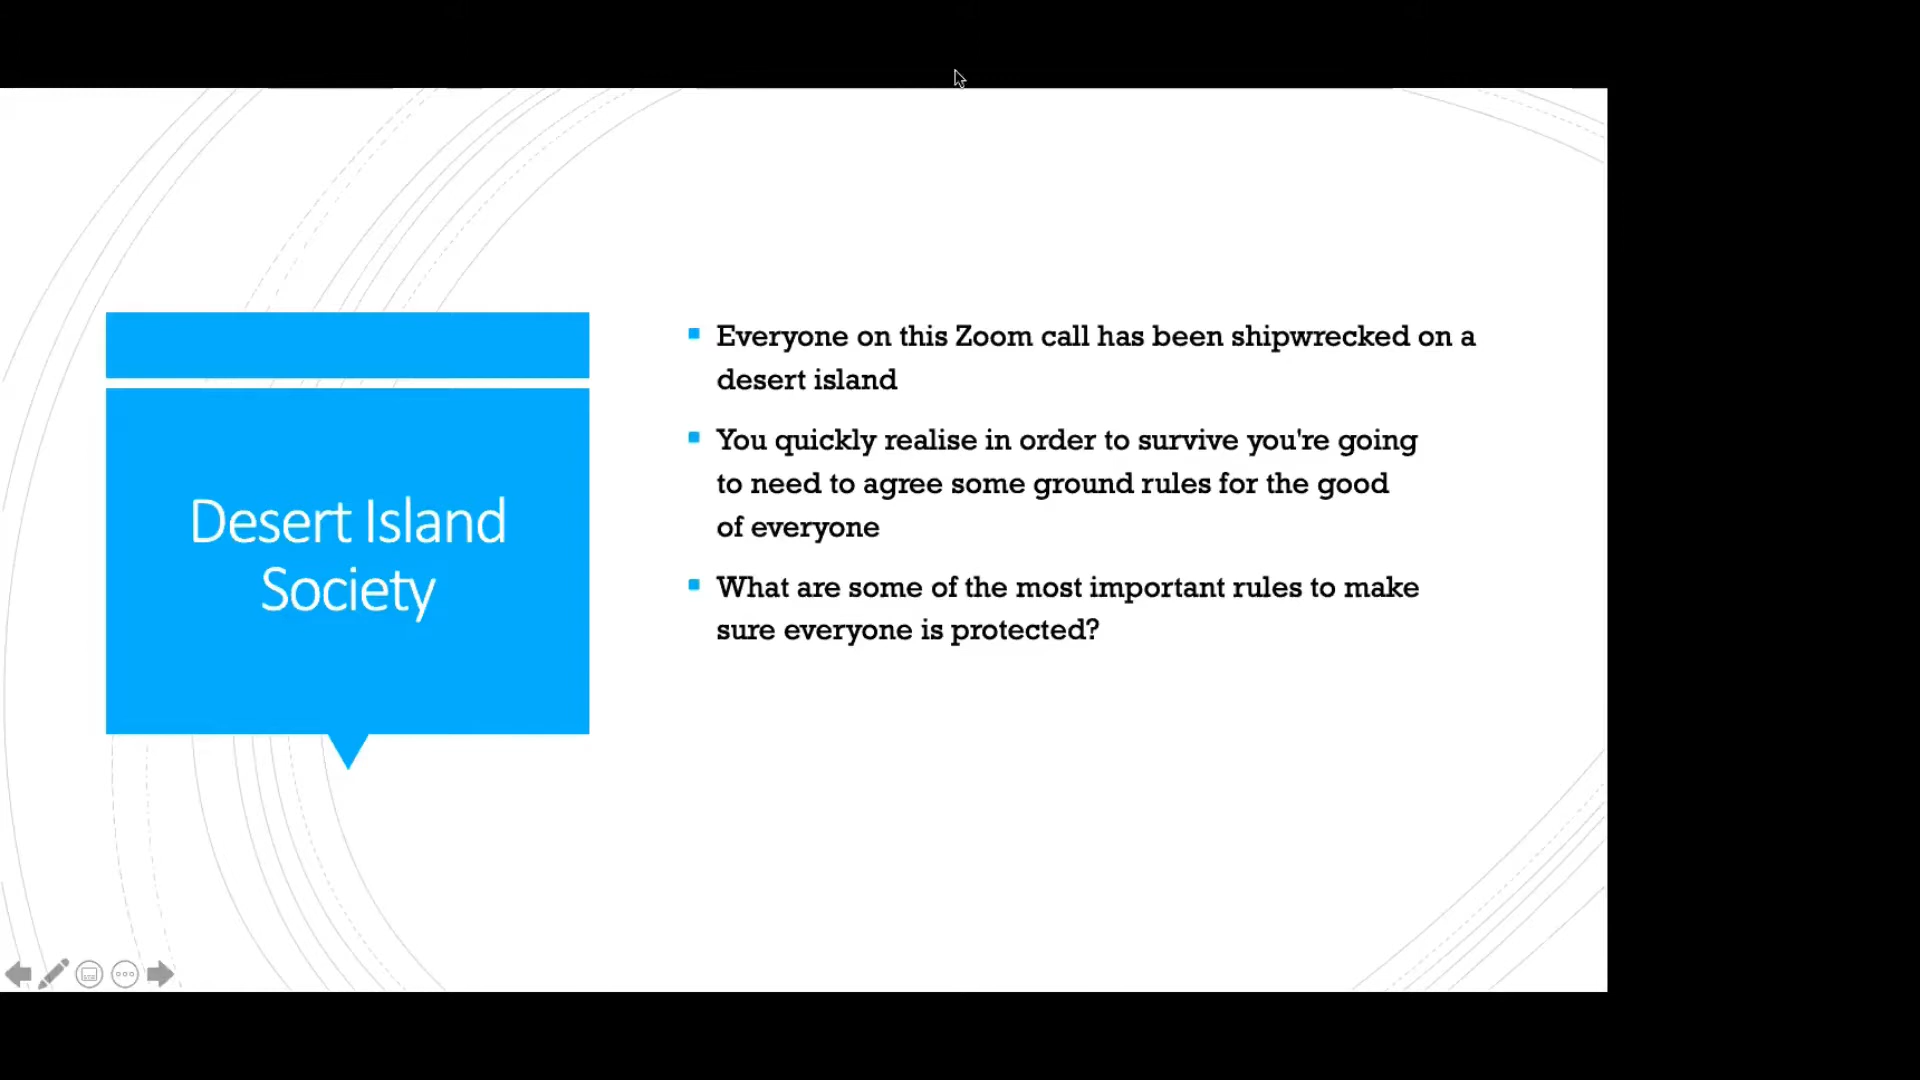 Desert Island
Society
Everyone on this Zoom call has been shipwrecked on a
desert island
You quickly realise in order to survive you're going
to need to agree some ground rules for the good
of everyone
What are some of the most important rules to make
sure everyone is protected?